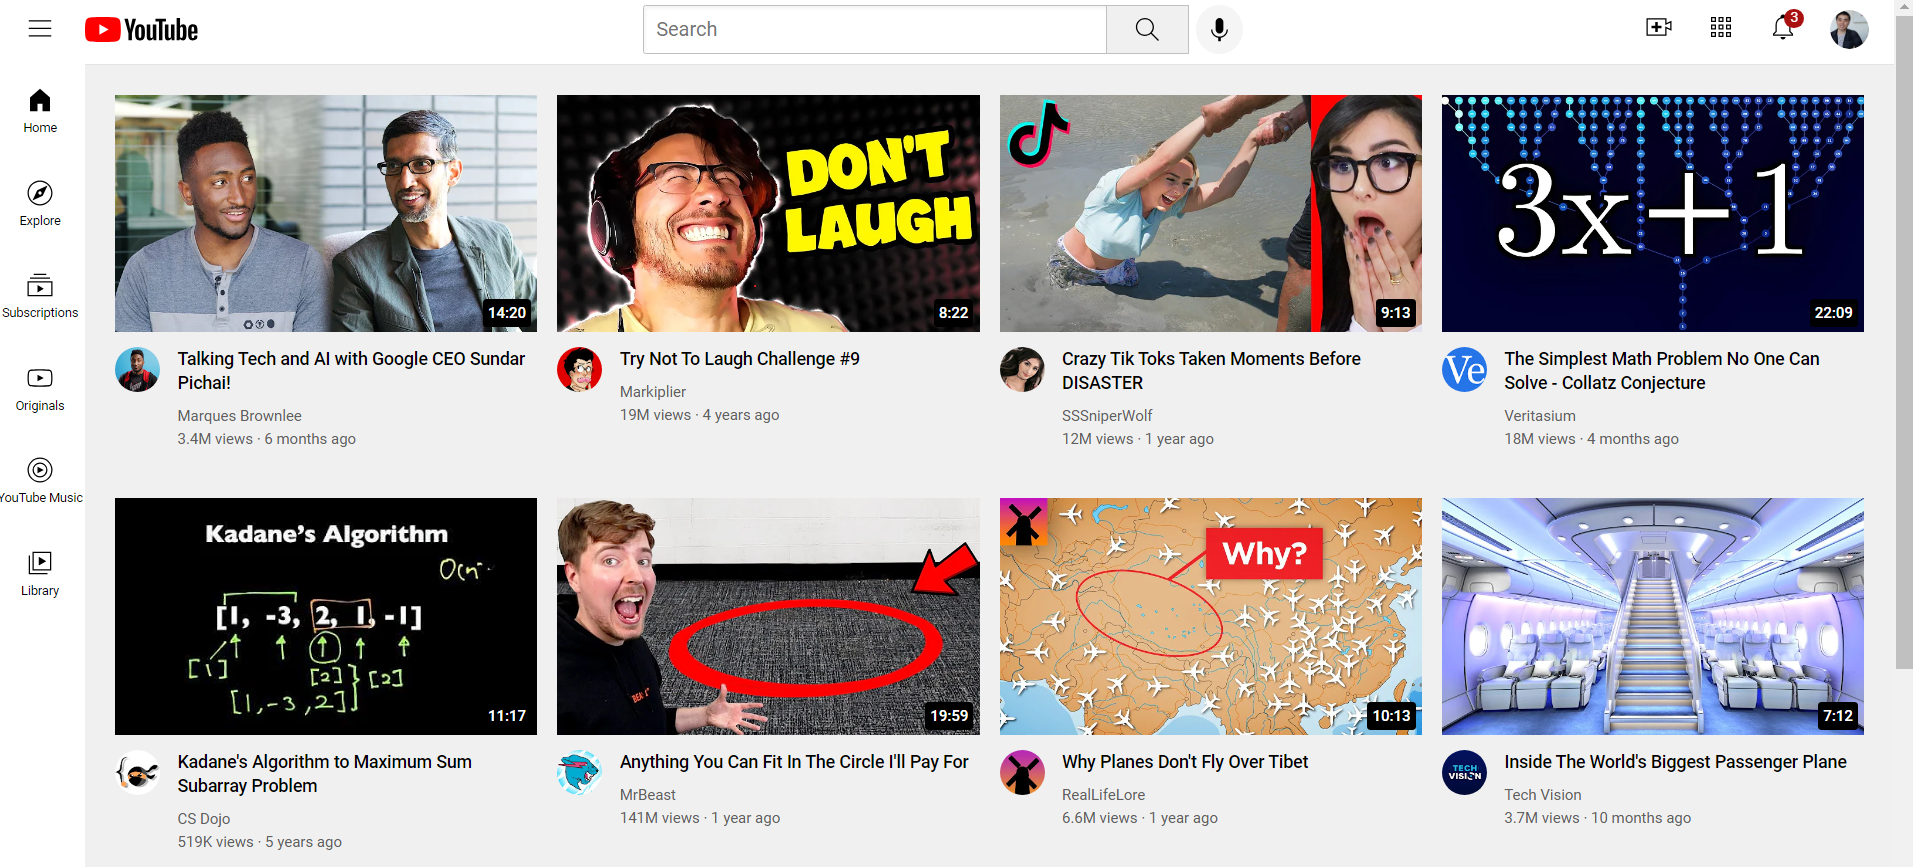 YouTube
Search
3
Home
Explore
Subscriptions
Originals
YouTube Music
Library
DON'T
LAUGH
3x+1
14:20
8:22
9:13
22:09
Talking Tech and AI with Google CEO Sundar
Pichai!
Marques Brownlee
3.4M views · 6 months ago
Try Not To Laugh Challenge #9
Markiplier
19M views · 4 years ago
Crazy Tik Toks Taken Moments Before
DISASTER
SSSniperWolf
12M views · 1 year ago
Ve
The Simplest Math Problem No One Can
Solve - Collatz Conjecture
Veritasium
18M views · 4 months ago
Kadane's Algorithm
[1, -3, 2, 1, -1]
[1] [2] [2]
[1,-3,2]
11:17
19:59
Why?
10:13
7:12
Kadane's Algorithm to Maximum Sum
Subarray Problem
CS Dojo
519K views · 5 years ago
Anything You Can Fit In The Circle I'll Pay For
MrBeast
141M views · 1 year ago
Why Planes Don't Fly Over Tibet
RealLifeLore
6.6M views · 1 year ago
TECH
VISION
Inside The World's Biggest Passenger Plane
Tech Vision
3.7M views · 10 months ago